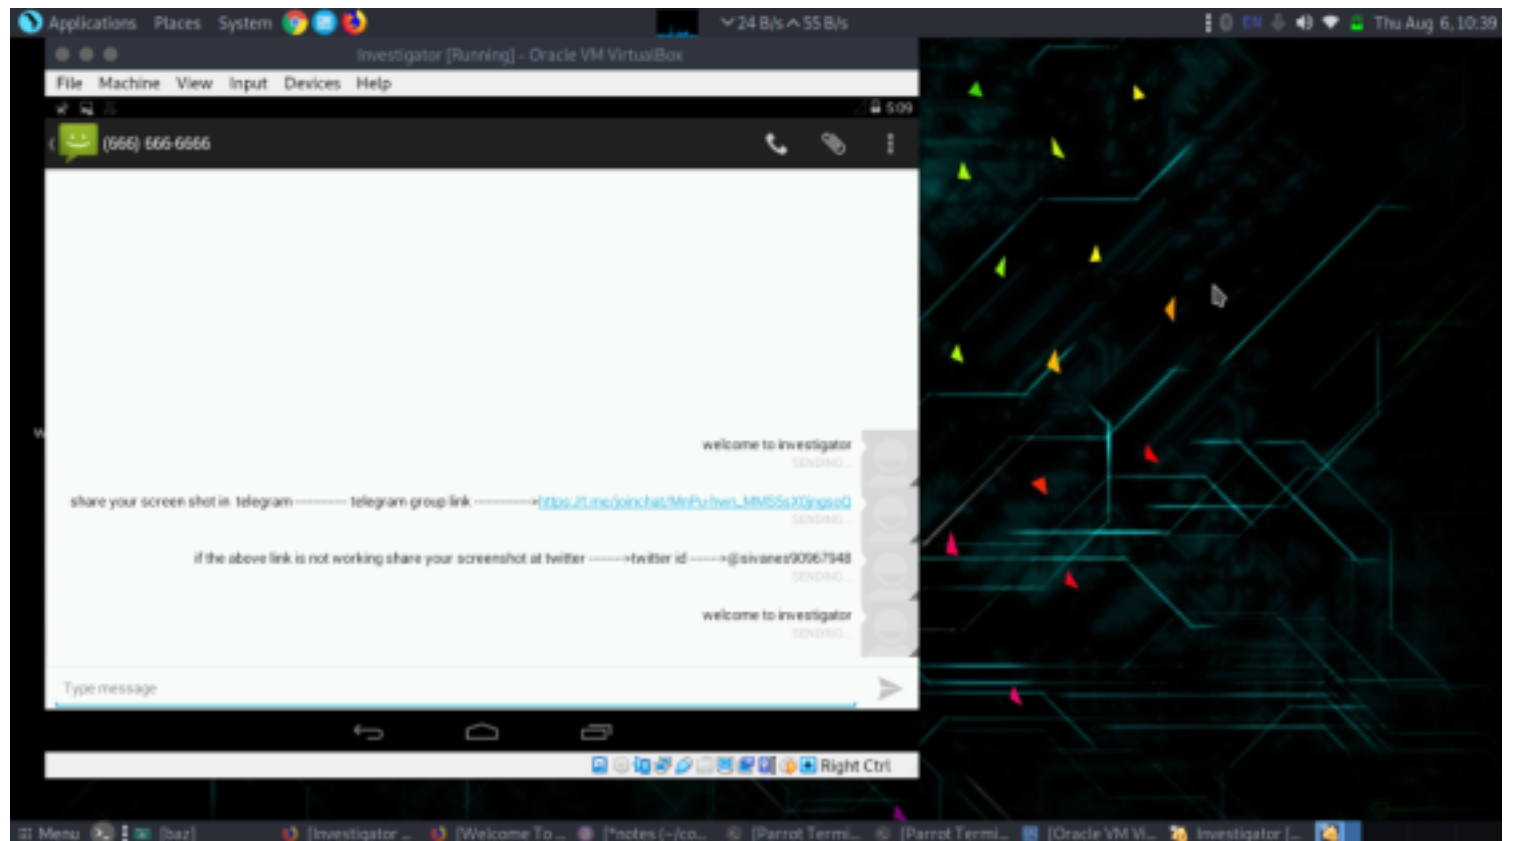 Applications Places System 24 B/s 55 B/s EN Thu Aug 6, 10:39
Investigator [Running] - Oracle VM VirtualBox
File Machine View Input Devices Help
5:09
(666) 666-6666
welcome to investigator
SENDING...
share your screen shot in telegram ------------ telegram group link -------------->
SENDING...
if the above link is not working share your screenshot at twitter -------->twitter id ------->@sivanes90967948
SENDING...
welcome to investigator
SENDING...
Type message
Right Ctrl
Menu [baz] [Investigator ... [Welcome To ... [*notes (~/co... [Parrot Termi... [Parrot Termi... [Oracle VM Vi... Investigator [...